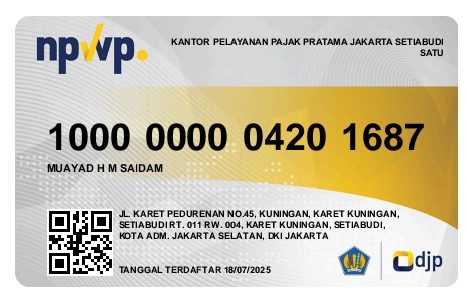 npwp.
KANTOR PELAYANAN PAJAK PRATAMA JAKARTA SETIABUDI
SATU
1000 0000 0420 1687
MUAYAD H M SAIDAM
JL. KARET PEDURENAN NIO.45, KUNINGAN, KARET KUNINGAN,
SETIABUDI RT. 011 RW. 004, KARET KUNINGAN, SETIABUDI,
KOTA ADM. JAKARTA SELATAN, DKI JAKARTA
TANGGAL TERDAFTAR 18/07/2025
djp